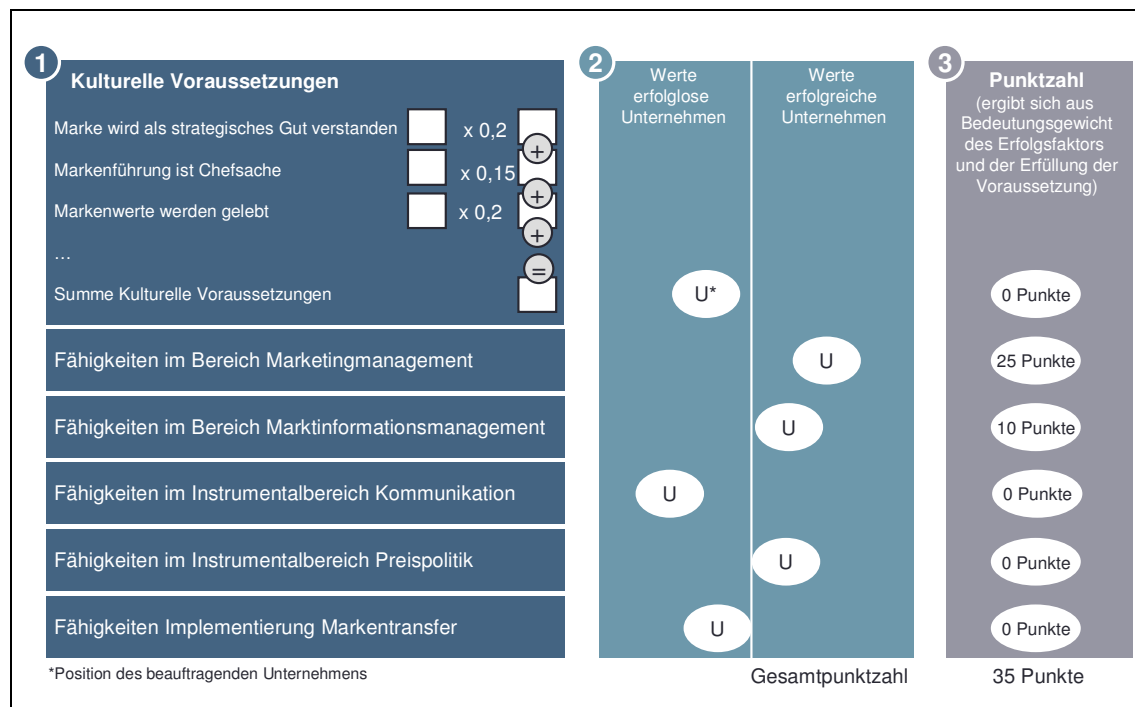 1
Kulturelle Voraussetzungen
Marke wird als strategisches Gut verstanden x 0,2
+
Markenführung ist Chefsache x 0,15
+
Markenwerte werden gelebt x 0,2
+
...
=
Summe Kulturelle Voraussetzungen
Fähigkeiten im Bereich Marketingmanagement
Fähigkeiten im Bereich Marktinformationsmanagement
Fähigkeiten im Instrumentalbereich Kommunikation
Fähigkeiten im Instrumentalbereich Preispolitik
Fähigkeiten Implementierung Markentransfer
*Position des beauftragenden Unternehmens
2
Werte
erfolglose
Unternehmen
Werte
erfolgreiche
Unternehmen
U*
U
U
U
U
U
Gesamtpunktzahl
3
Punktzahl
(ergibt sich aus
Bedeutungsgewicht
des Erfolgsfaktors
und der Erfüllung der
Voraussetzung)
0 Punkte
25 Punkte
10 Punkte
0 Punkte
0 Punkte
0 Punkte
35 Punkte